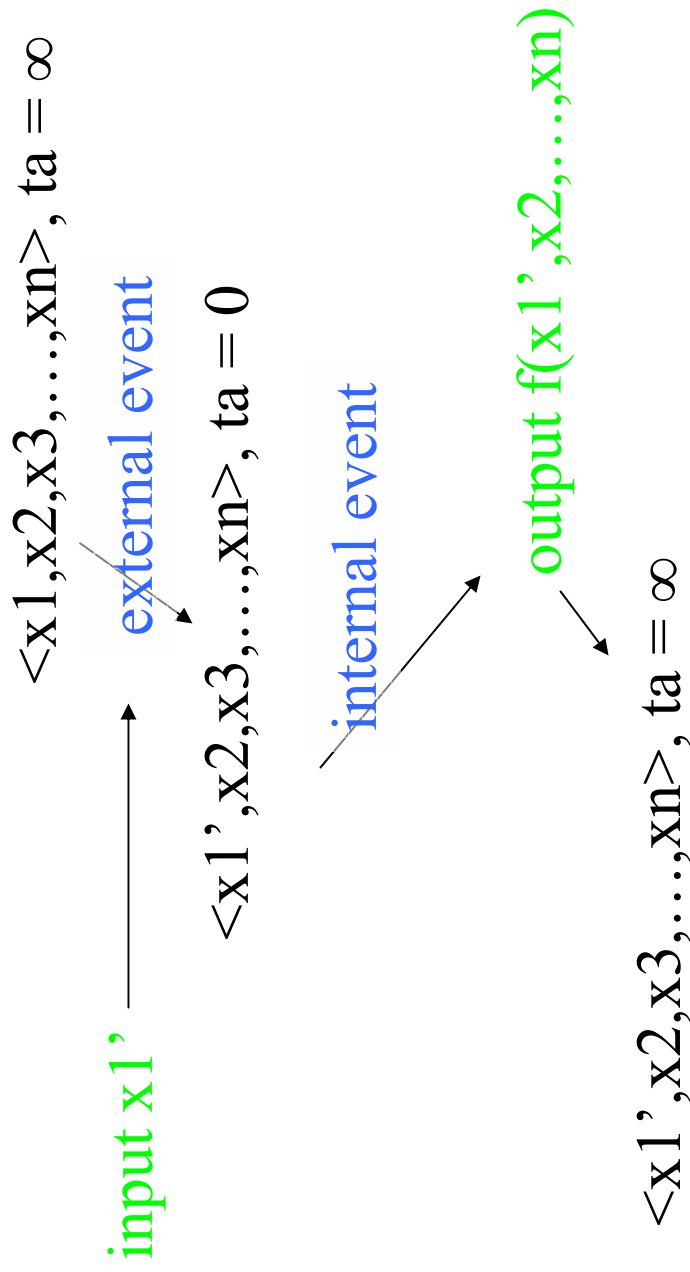 <x1,x2,x3,…,xn>, ta = ∞
input x1’
external event
<x1’,x2,x3,…,xn>, ta = 0
internal event
output f(x1’,x2,…,xn)
<x1’,x2,x3,…,xn>, ta = ∞